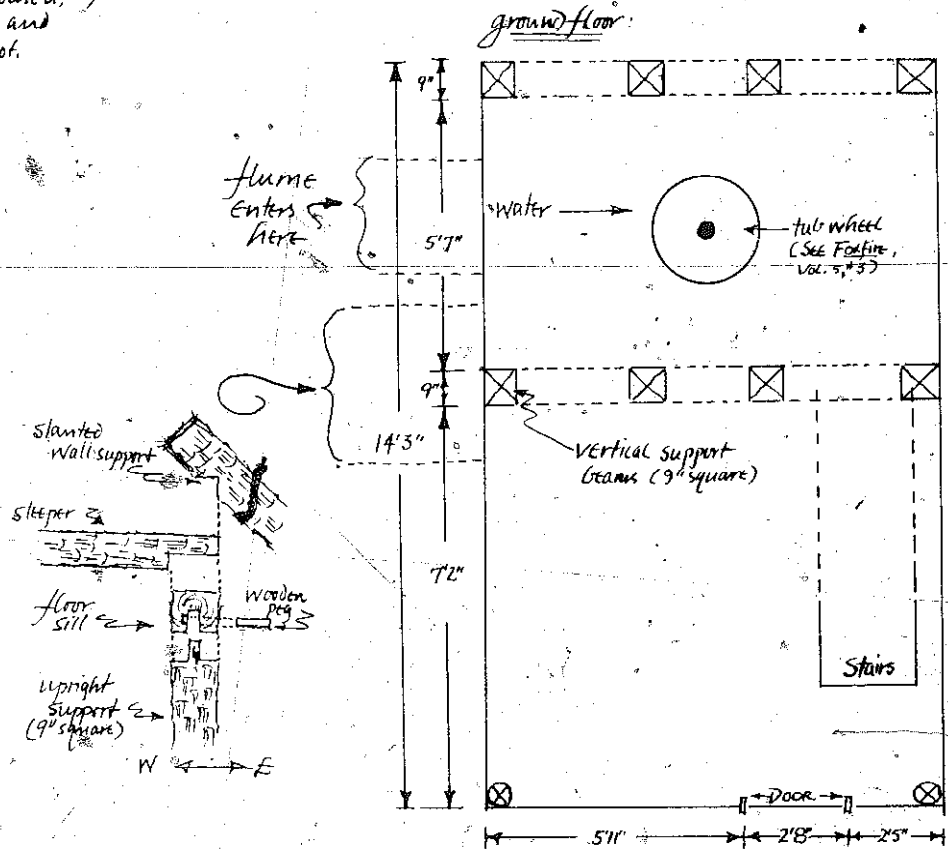 and
ground floor:
9"
flume
enters
here
5'7"
water
tub wheel
(See Foxfire,
Vol. 5, #3)
9"
14'3"
vertical support
beams (9" square)
slanted
wall support
sleeper
7'2"
floor
sill
wooden
peg
upright
support
(9" square)
W E
Stairs
DOOR
5'11" 2'8" 2'5"